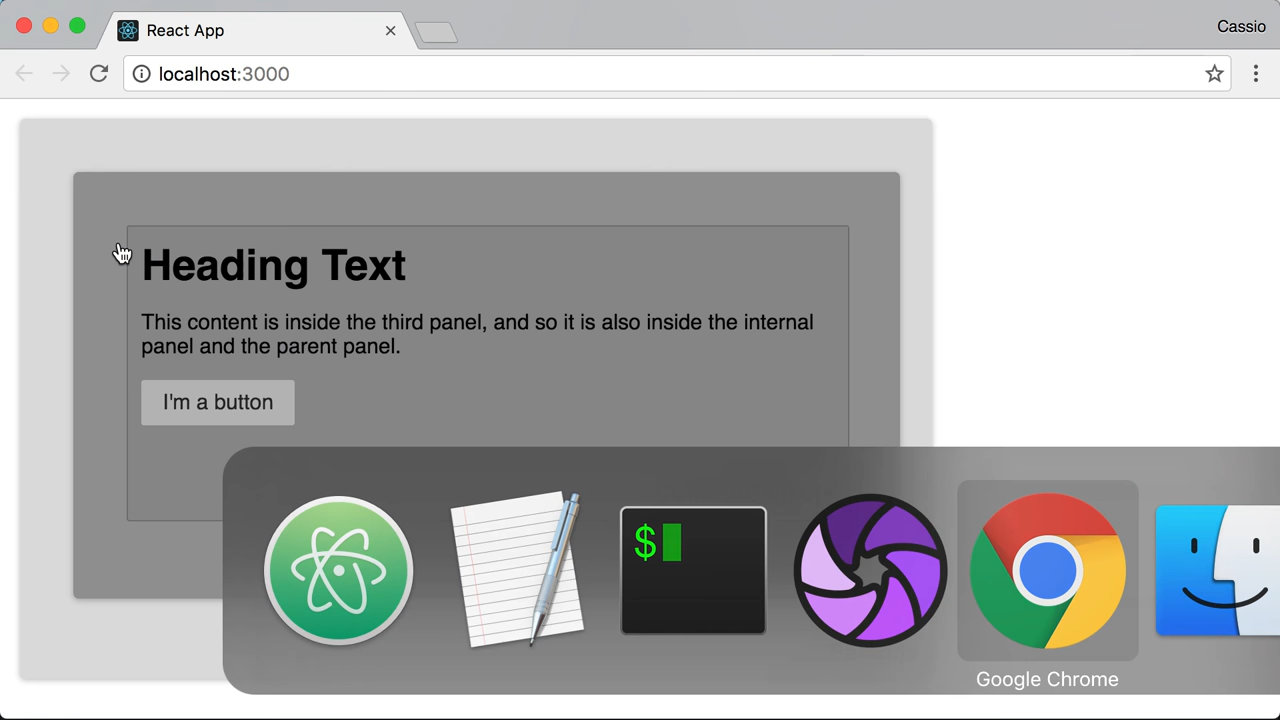 React App
Cassio
localhost:3000
Heading Text
This content is inside the third panel, and so it is also inside the internal
panel and the parent panel.
I'm a button
$
Google Chrome